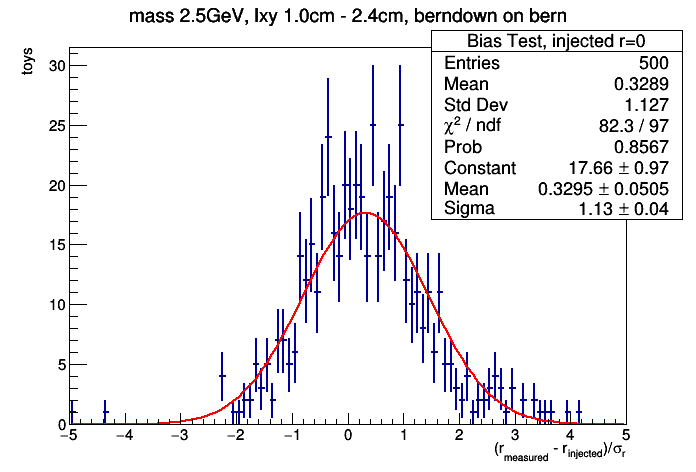 mass 2.5GeV, lxy 1.0cm - 2.4cm, berndown on bern
toys
Bias Test, injected r=0
Entries 500
Mean 0.3289
Std Dev 1.127
χ² / ndf 82.3 / 97
Prob 0.8567
Constant 17.66 ± 0.97
Mean 0.3295 ± 0.0505
Sigma 1.13 ± 0.04
30
25
20
15
10
5
0
−5 −4 −3 −2 −1 0 1 2 3 4 5
(r_measured - r_injected)/σ_r